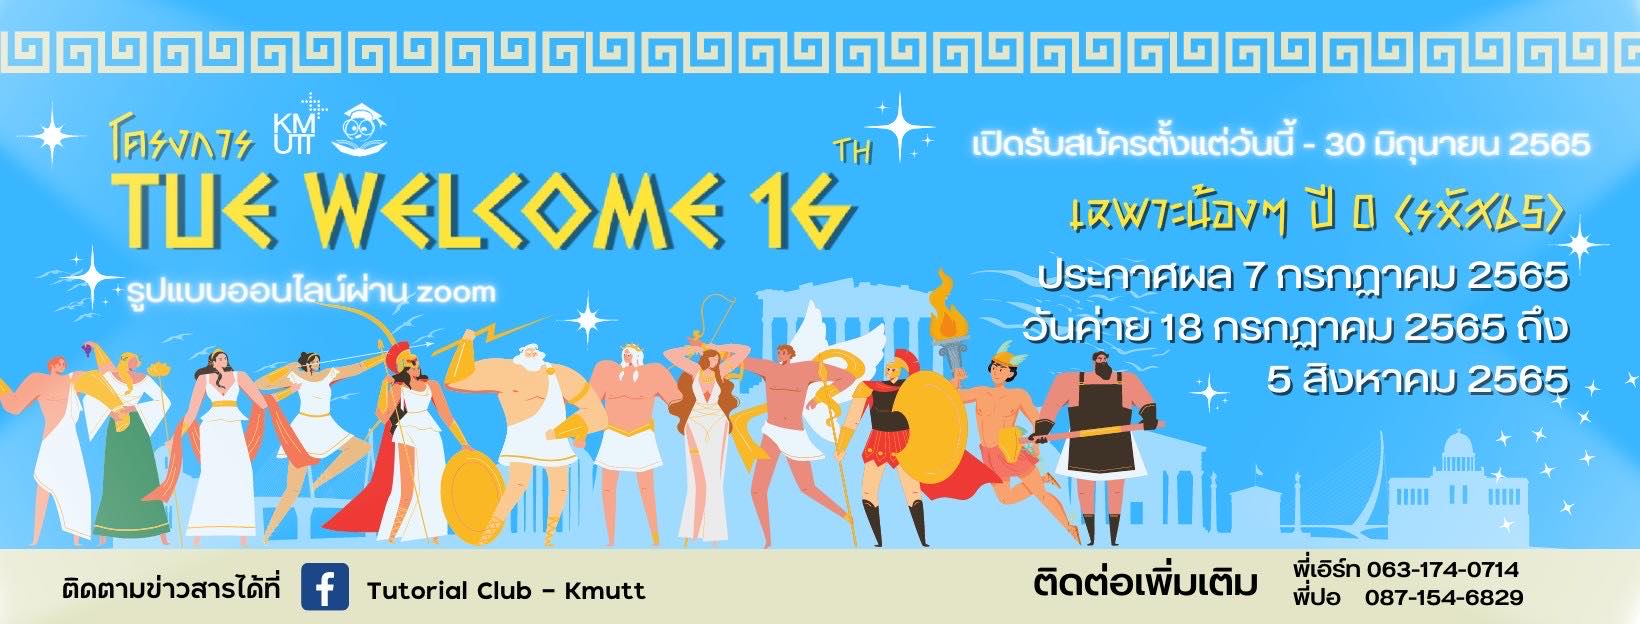 โครงการ
KM
UTT
TUE WELCOME 16TH
รูปแบบออนไลน์ผ่าน zoom
เปิดรับสมัครตั้งแต่วันนี้ - 30 มิถุนายน 2565
เฉพาะน้องๆ ปี 0 <รหัส65>
ประกาศผล 7 กรกฎาคม 2565
วันค่าย 18 กรกฎาคม 2565 ถึง
5 สิงหาคม 2565
ติดตามข่าวสารได้ที่ f Tutorial Club - Kmutt
ติดต่อเพิ่มเติม
พี่เอิร์ท 063-174-0714
พี่ปอ 087-154-6829